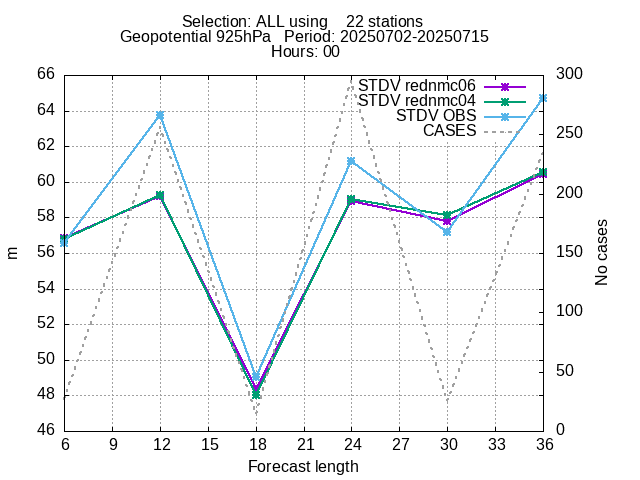 Selection: ALL using    22 stations
Geopotential 925hPa   Period: 20250702-20250715
Hours: 00
STDV rednmc06
STDV rednmc04
STDV OBS
CASES
66
64
62
60
58
56
54
52
50
48
46
300
250
200
150
100
50
0
m
No cases
6 9 12 15 18 21 24 27 30 33 36
Forecast length